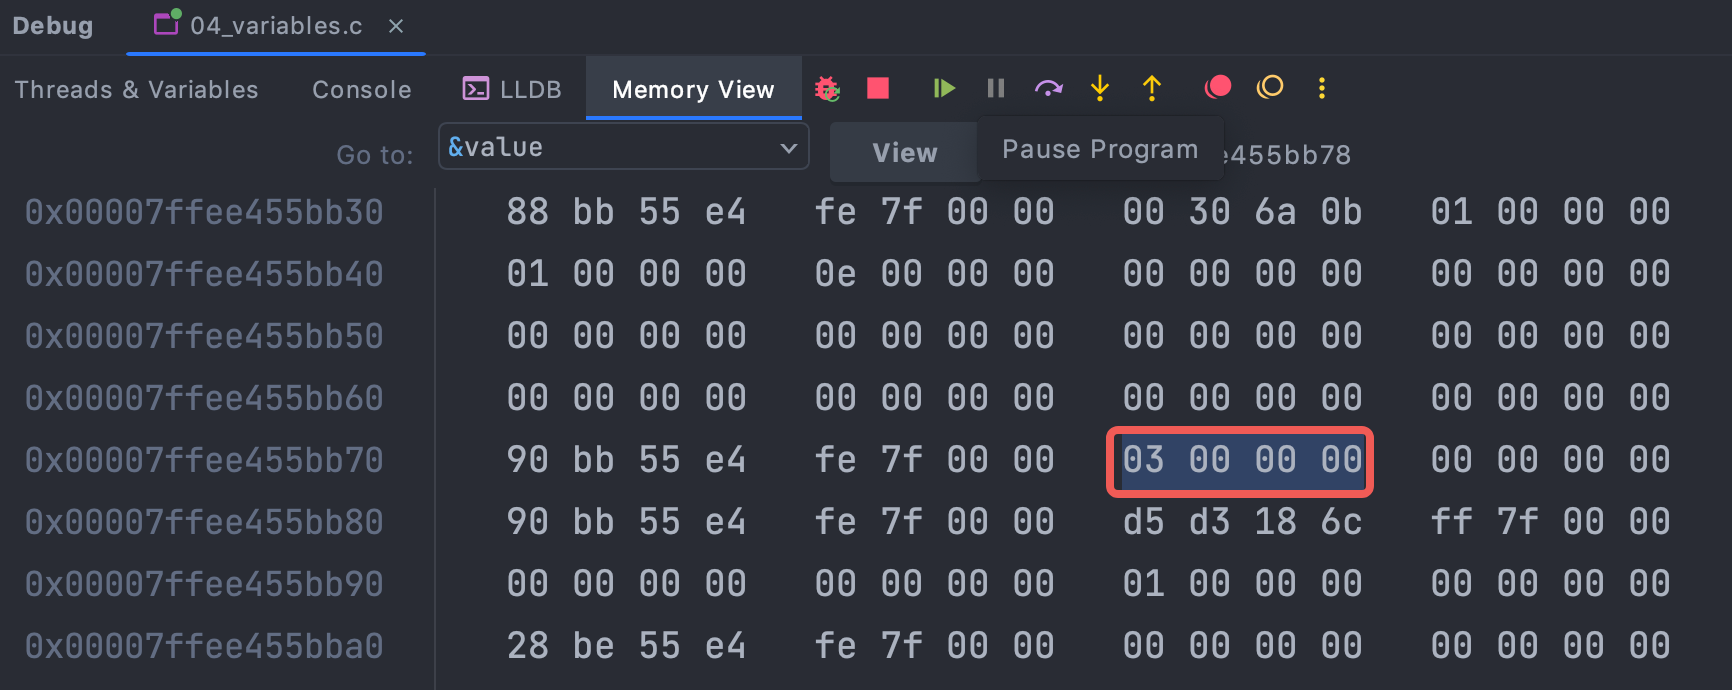 Debug 04_variables.c ×
Threads & Variables Console LLDB Memory View
Go to: &value View Pause Program e455bb78
0x00007ffee455bb30 88 bb 55 e4 fe 7f 00 00 00 30 6a 0b 01 00 00 00
0x00007ffee455bb40 01 00 00 00 0e 00 00 00 00 00 00 00 00 00 00 00
0x00007ffee455bb50 00 00 00 00 00 00 00 00 00 00 00 00 00 00 00 00
0x00007ffee455bb60 00 00 00 00 00 00 00 00 00 00 00 00 00 00 00 00
0x00007ffee455bb70 90 bb 55 e4 fe 7f 00 00 03 00 00 00 00 00 00 00
0x00007ffee455bb80 90 bb 55 e4 fe 7f 00 00 d5 d3 18 6c ff 7f 00 00
0x00007ffee455bb90 00 00 00 00 00 00 00 00 01 00 00 00 00 00 00 00
0x00007ffee455bba0 28 be 55 e4 fe 7f 00 00 00 00 00 00 00 00 00 00